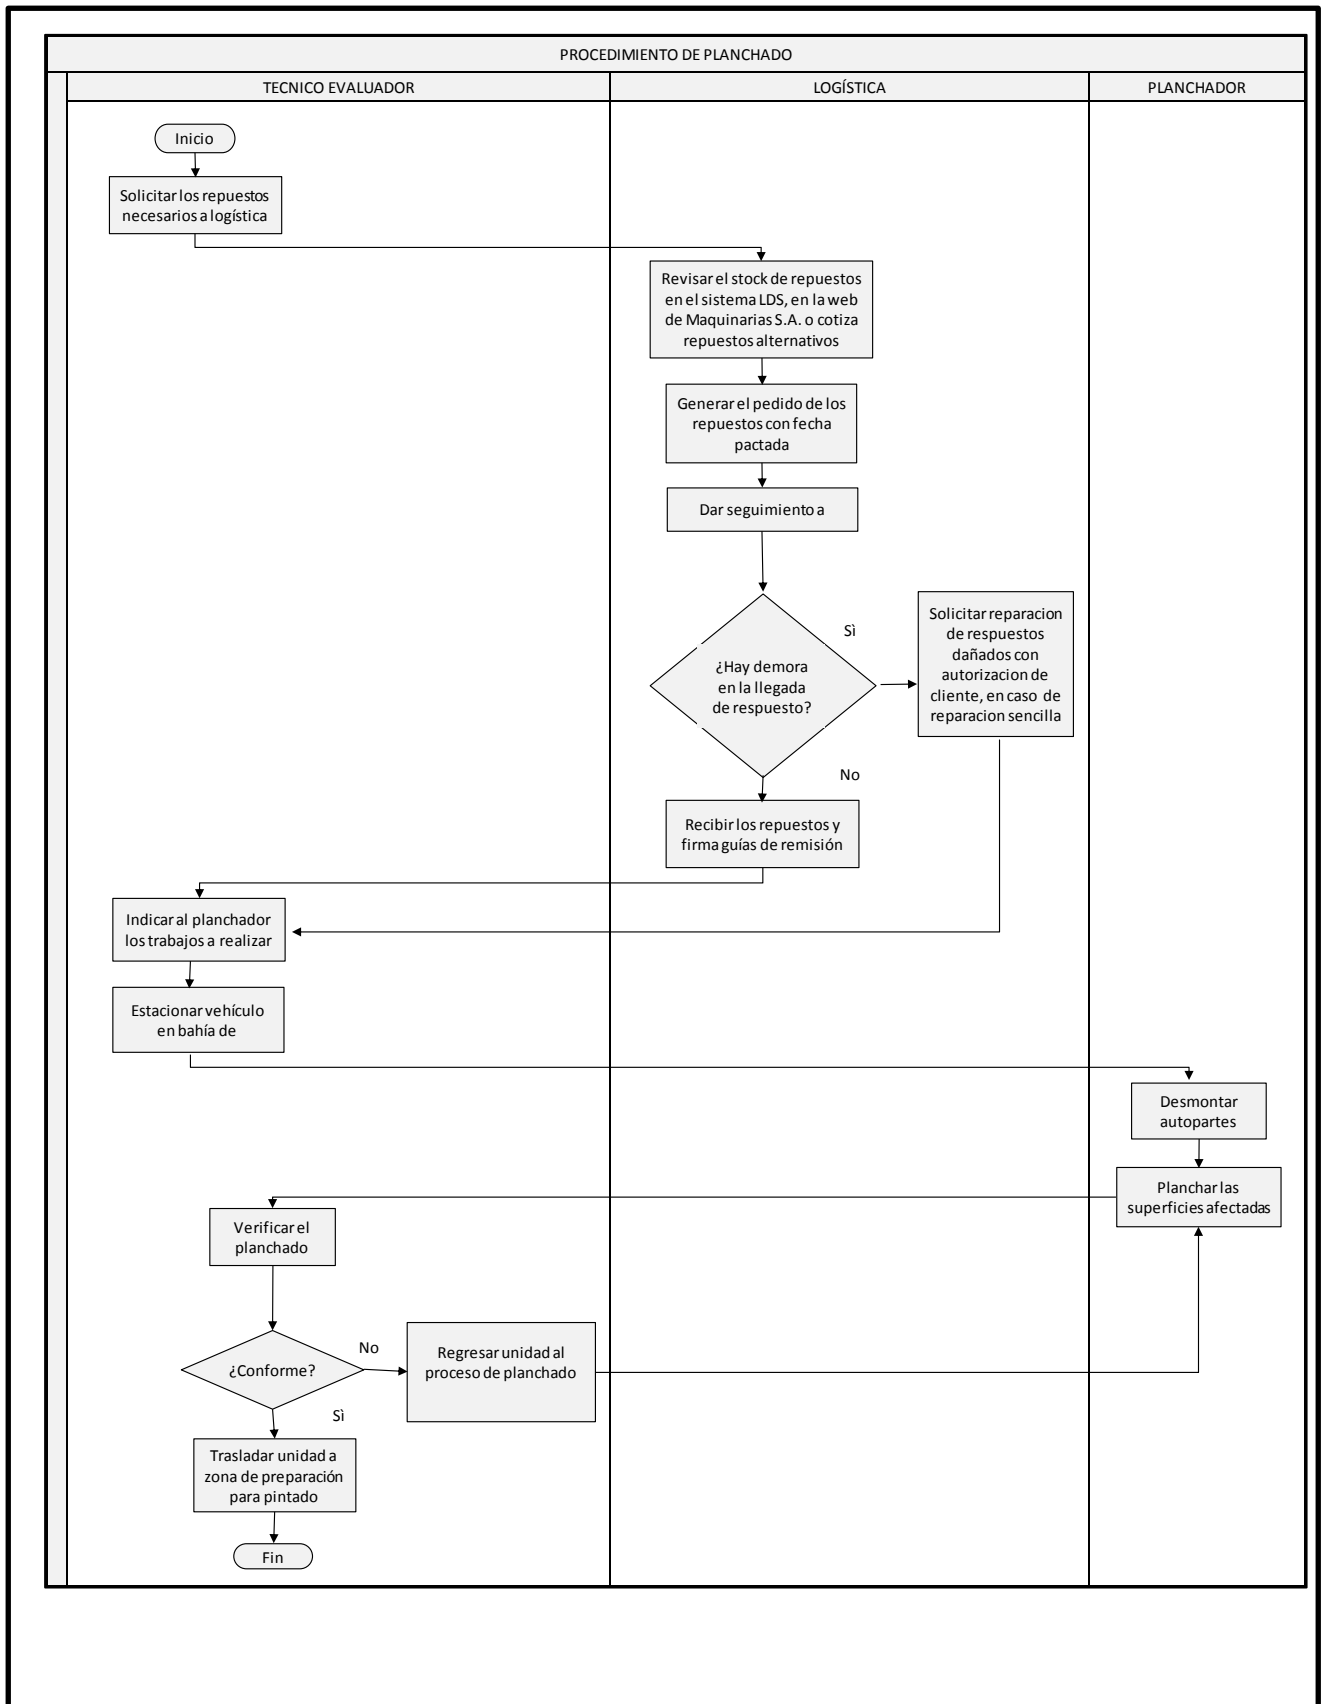 PROCEDIMIENTO DE PLANCHADO
TECNICO EVALUADOR
LOGÍSTICA
PLANCHADOR
Inicio
Solicitar los repuestos
necesarios a logística
Revisar el stock de repuestos
en el sistema LDS, en la web
de Maquinarias S.A. o cotiza
repuestos alternativos
Generar el pedido de los
repuestos con fecha
pactada
Dar seguimiento a
¿Hay demora
en la llegada
de respuesto?
Sì
Solicitar reparacion
de respuestos
dañados con
autorizacion de
cliente, en caso de
reparacion sencilla
No
Recibir los repuestos y
firma guías de remisión
Indicar al planchador
los trabajos a realizar
Estacionar vehículo
en bahía de
Desmontar
autopartes
Planchar las
superficies afectadas
Verificar el
planchado
¿Conforme?
No
Regresar unidad al
proceso de planchado
Sì
Trasladar unidad a
zona de preparación
para pintado
Fin